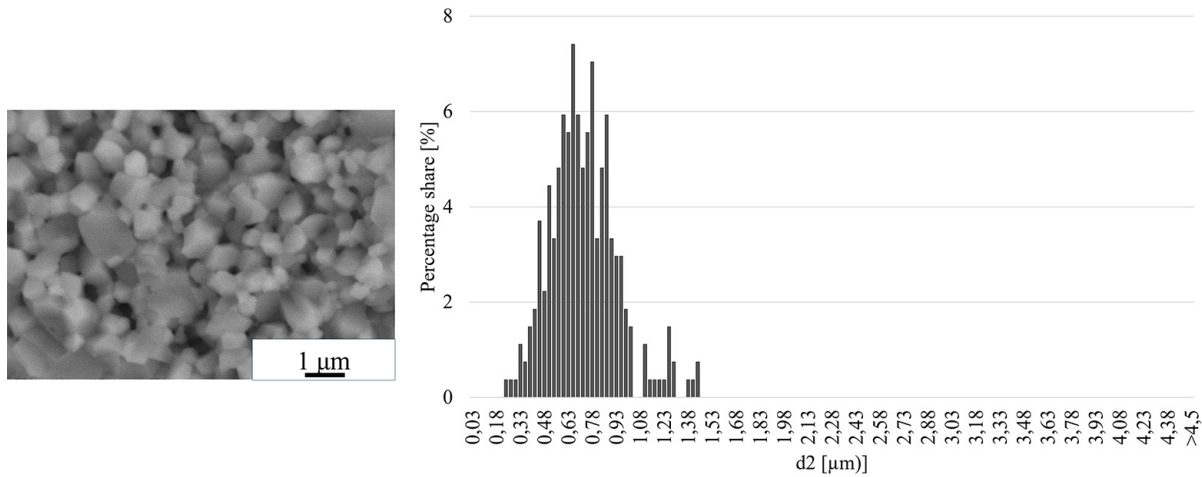 1 μm
8
6
4
2
0
Percentage share [%]
0,03 0,18 0,33 0,48 0,63 0,78 0,93 1,08 1,23 1,38 1,53 1,68 1,83 1,98 2,13 2,28 2,43 2,58 2,73 2,88 3,03 3,18 3,33 3,48 3,63 3,78 3,93 4,08 4,23 4,38 >4,5
d2 [μm)]